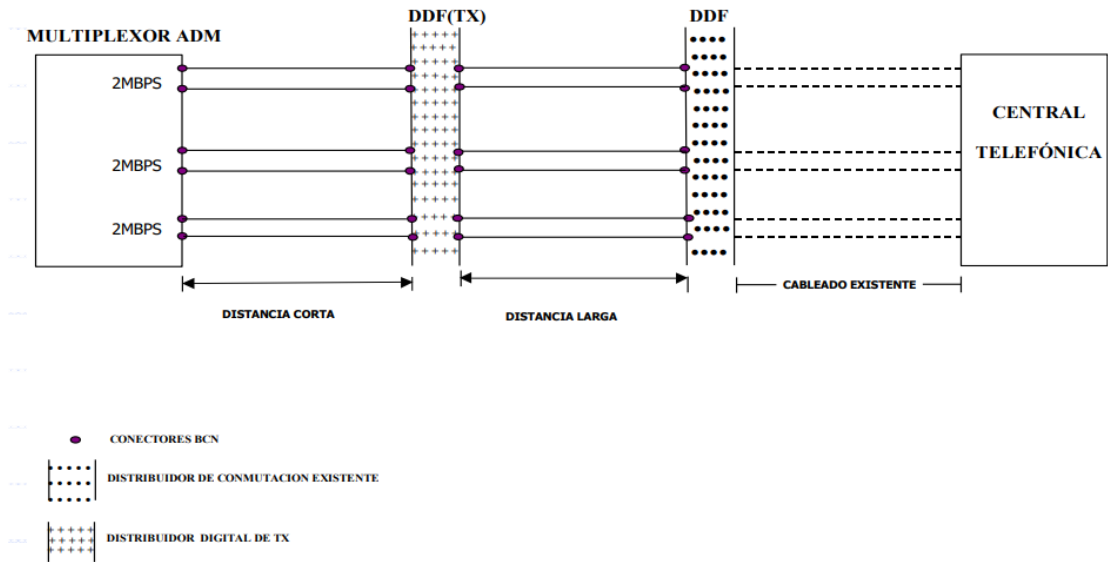 DDF(TX)
DDF
MULTIPLEXOR ADM
2MBPS
2MBPS
2MBPS
CENTRAL
TELEFÓNICA
DISTANCIA CORTA
DISTANCIA LARGA
CABLEADO EXISTENTE
CONECTORES BCN
DISTRIBUIDOR DE CONMUTACION EXISTENTE
DISTRIBUIDOR DIGITAL DE TX